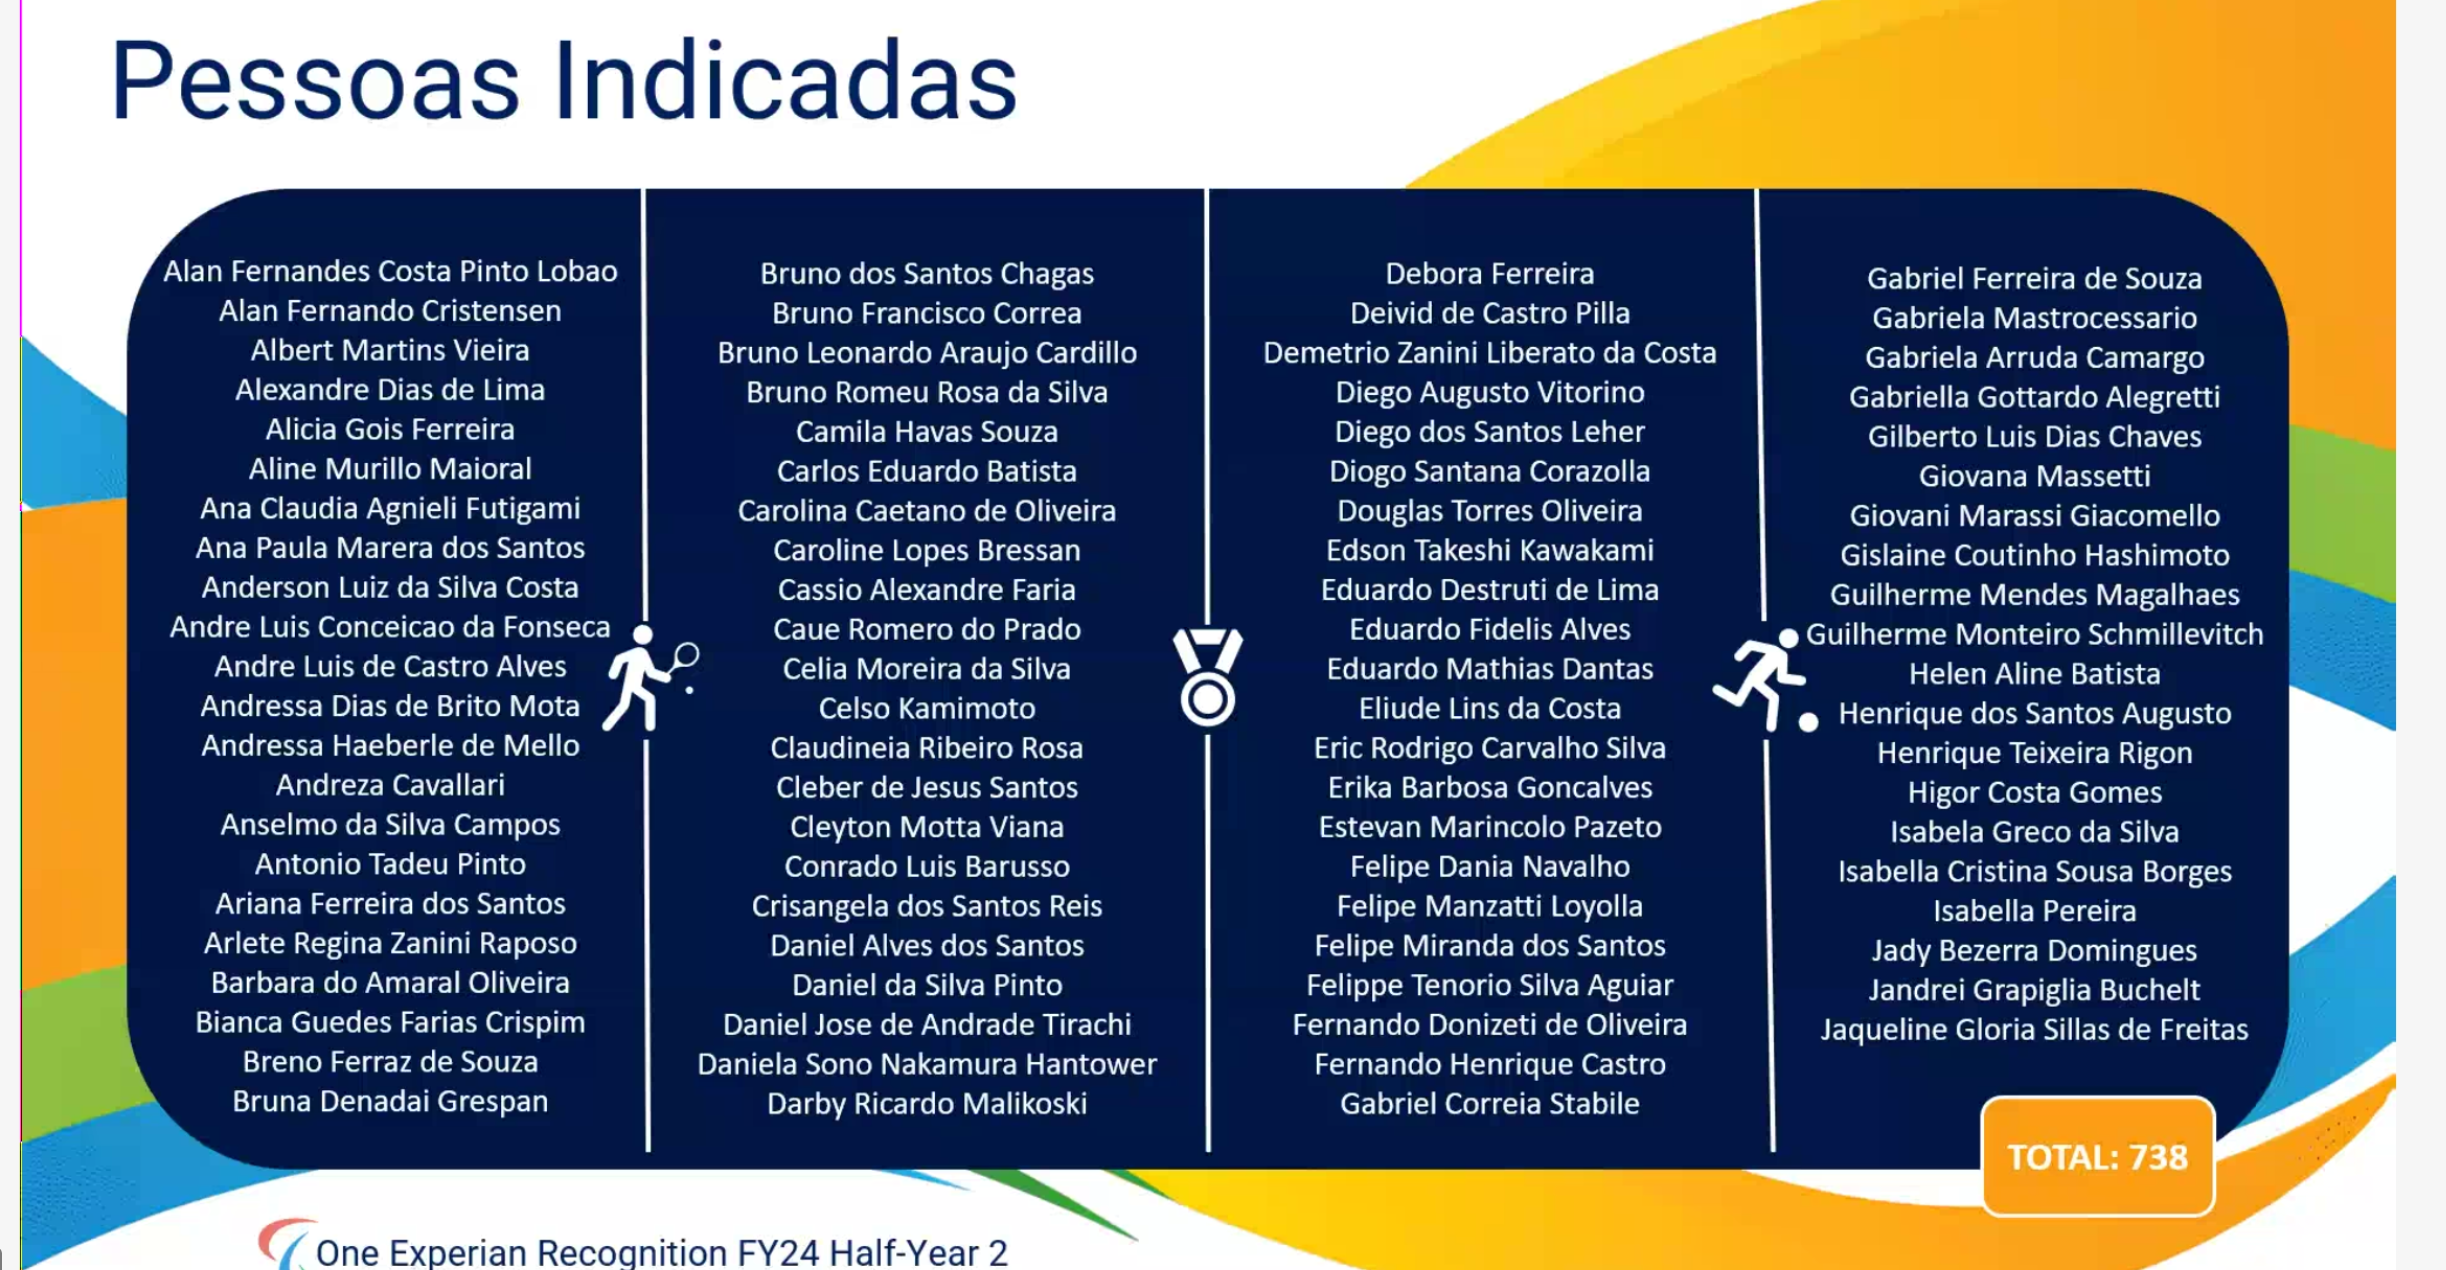 Pessoas Indicadas
Alan Fernandes Costa Pinto Lobao
Alan Fernando Cristensen
Albert Martins Vieira
Alexandre Dias de Lima
Alicia Gois Ferreira
Aline Murillo Maioral
Ana Claudia Agnieli Futigami
Ana Paula Marera dos Santos
Anderson Luiz da Silva Costa
Andre Luis Conceicao da Fonseca
Andre Luis de Castro Alves
Andressa Dias de Brito Mota
Andressa Haeberle de Mello
Andreza Cavallari
Anselmo da Silva Campos
Antonio Tadeu Pinto
Ariana Ferreira dos Santos
Arlete Regina Zanini Raposo
Barbara do Amaral Oliveira
Bianca Guedes Farias Crispim
Breno Ferraz de Souza
Bruna Denadai Grespan
Bruno dos Santos Chagas
Bruno Francisco Correa
Bruno Leonardo Araujo Cardillo
Bruno Romeu Rosa da Silva
Camila Havas Souza
Carlos Eduardo Batista
Carolina Caetano de Oliveira
Caroline Lopes Bressan
Cassio Alexandre Faria
Caue Romero do Prado
Celia Moreira da Silva
Celso Kamimoto
Claudineia Ribeiro Rosa
Cleber de Jesus Santos
Cleyton Motta Viana
Conrado Luis Barusso
Crisangela dos Santos Reis
Daniel Alves dos Santos
Daniel da Silva Pinto
Daniel Jose de Andrade Tirachi
Daniela Sono Nakamura Hantower
Darby Ricardo Malikoski
Debora Ferreira
Deivid de Castro Pilla
Demetrio Zanini Liberato da Costa
Diego Augusto Vitorino
Diego dos Santos Leher
Diogo Santana Corazolla
Douglas Torres Oliveira
Edson Takeshi Kawakami
Eduardo Destruti de Lima
Eduardo Fidelis Alves
Eduardo Mathias Dantas
Eliude Lins da Costa
Eric Rodrigo Carvalho Silva
Erika Barbosa Goncalves
Estevan Marincolo Pazeto
Felipe Dania Navalho
Felipe Manzatti Loyolla
Felipe Miranda dos Santos
Felippe Tenorio Silva Aguiar
Fernando Donizeti de Oliveira
Fernando Henrique Castro
Gabriel Correia Stabile
Gabriel Ferreira de Souza
Gabriela Mastrocessario
Gabriela Arruda Camargo
Gabriella Gottardo Alegretti
Gilberto Luis Dias Chaves
Giovana Massetti
Giovani Marassi Giacomello
Gislaine Coutinho Hashimoto
Guilherme Mendes Magalhaes
Guilherme Monteiro Schmillevitch
Helen Aline Batista
Henrique dos Santos Augusto
Henrique Teixeira Rigon
Higor Costa Gomes
Isabela Greco da Silva
Isabella Cristina Sousa Borges
Isabella Pereira
Jady Bezerra Domingues
Jandrei Grapiglia Buchelt
Jaqueline Gloria Sillas de Freitas
TOTAL: 738
One Experian Recognition FY24 Half-Year 2